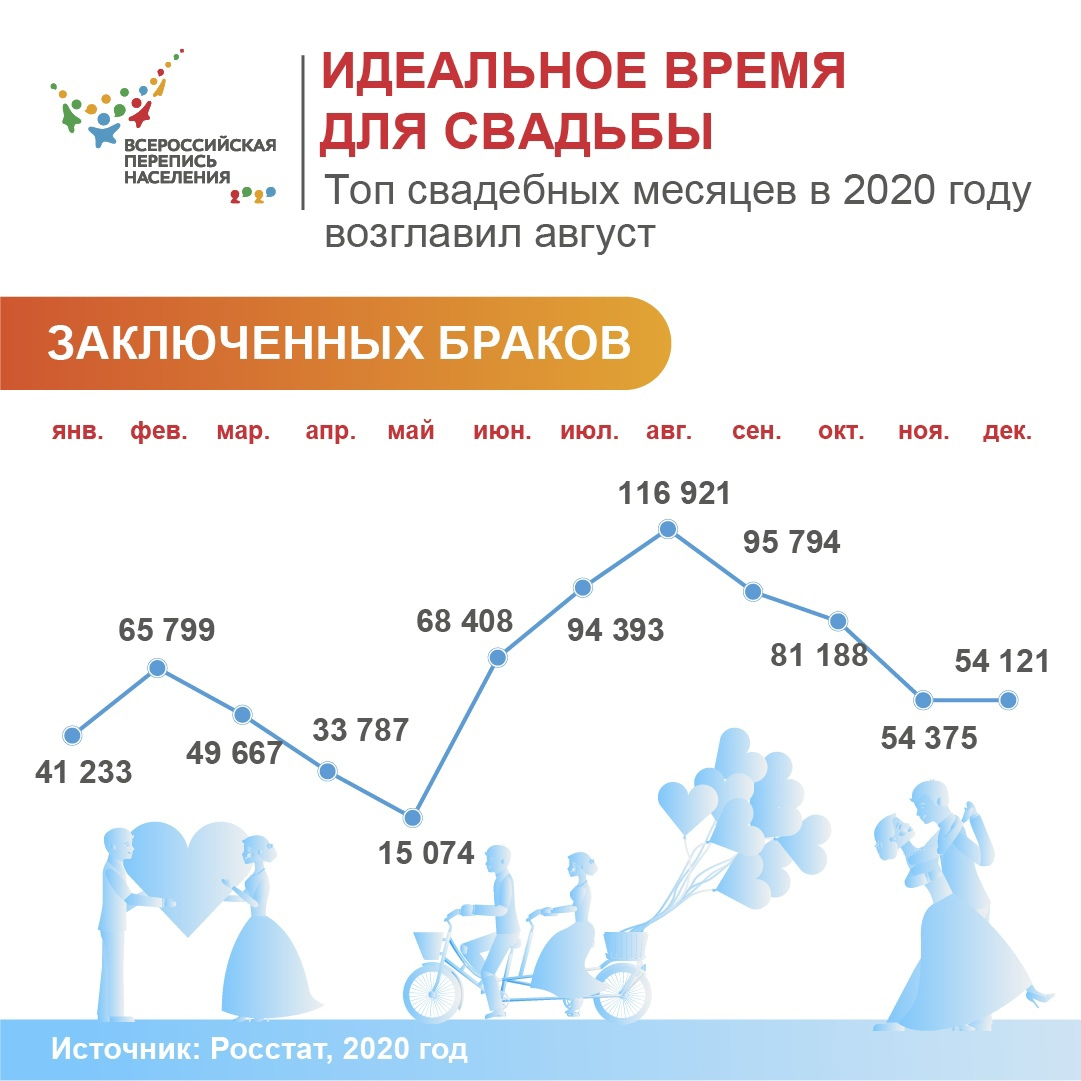 ВСЕРОССИЙСКАЯ
ПЕРЕПИСЬ
НАСЕЛЕНИЯ
ИДЕАЛЬНОЕ ВРЕМЯ
ДЛЯ СВАДЬБЫ
Топ свадебных месяцев в 2020 году
возглавил август
ЗАКЛЮЧЕННЫХ БРАКОВ
янв. фев. мар. апр. май июн. июл. авг. сен. окт. ноя. дек.
116 921
95 794
65 799
68 408
94 393
81 188
54 121
33 787
54 375
49 667
41 233
15 074
Источник: Росстат, 2020 год